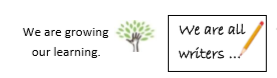 We are growing
our learning.
We are all
writers ...